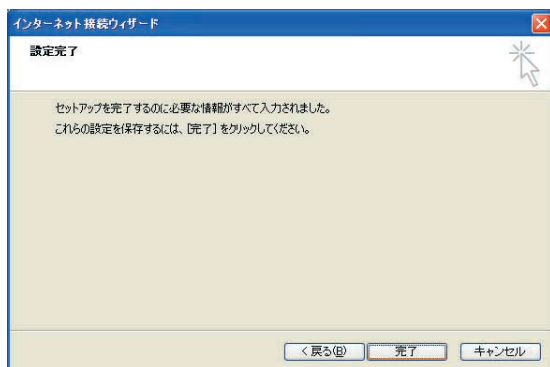 インターネット接続ウィザード
設定完了
セットアップを完了するのに必要な情報がすべて入力されました。
これらの設定を保存するには、[完了] をクリックしてください。
< 戻る(B) 完了 キャンセル